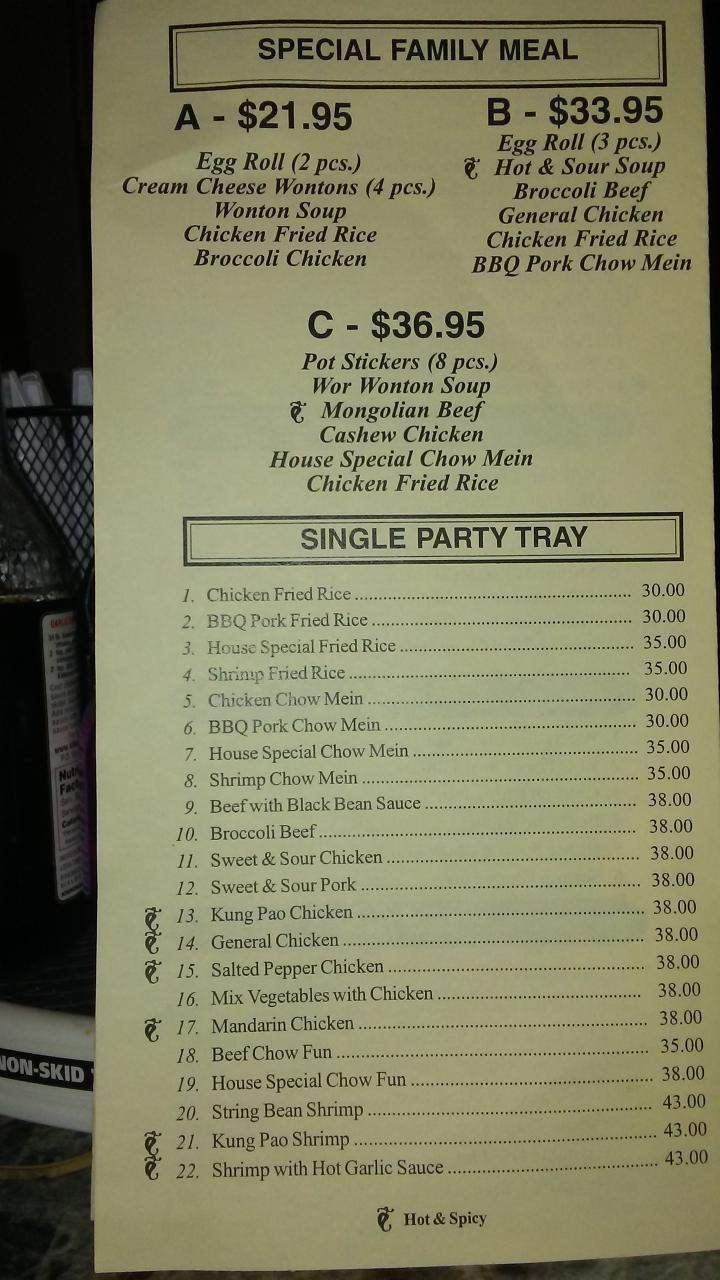 SPECIAL FAMILY MEAL
A - $21.95
Egg Roll (2 pcs.)
Cream Cheese Wontons (4 pcs.)
Wonton Soup
Chicken Fried Rice
Broccoli Chicken
B - $33.95
Egg Roll (3 pcs.)
Hot & Sour Soup
Broccoli Beef
General Chicken
Chicken Fried Rice
BBQ Pork Chow Mein
C - $36.95
Pot Stickers (8 pcs.)
Wor Wonton Soup
Mongolian Beef
Cashew Chicken
House Special Chow Mein
Chicken Fried Rice
SINGLE PARTY TRAY
1. Chicken Fried Rice 30.00
2. BBQ Pork Fried Rice 30.00
3. House Special Fried Rice 35.00
4. Shrimp Fried Rice 35.00
5. Chicken Chow Mein 30.00
6. BBQ Pork Chow Mein 30.00
7. House Special Chow Mein 35.00
8. Shrimp Chow Mein 35.00
9. Beef with Black Bean Sauce 38.00
10. Broccoli Beef 38.00
11. Sweet & Sour Chicken 38.00
12. Sweet & Sour Pork 38.00
13. Kung Pao Chicken 38.00
14. General Chicken 38.00
15. Salted Pepper Chicken 38.00
16. Mix Vegetables with Chicken 38.00
17. Mandarin Chicken 38.00
18. Beef Chow Fun 35.00
19. House Special Chow Fun 38.00
20. String Bean Shrimp 43.00
21. Kung Pao Shrimp 43.00
22. Shrimp with Hot Garlic Sauce 43.00
Hot & Spicy
NON-SKID